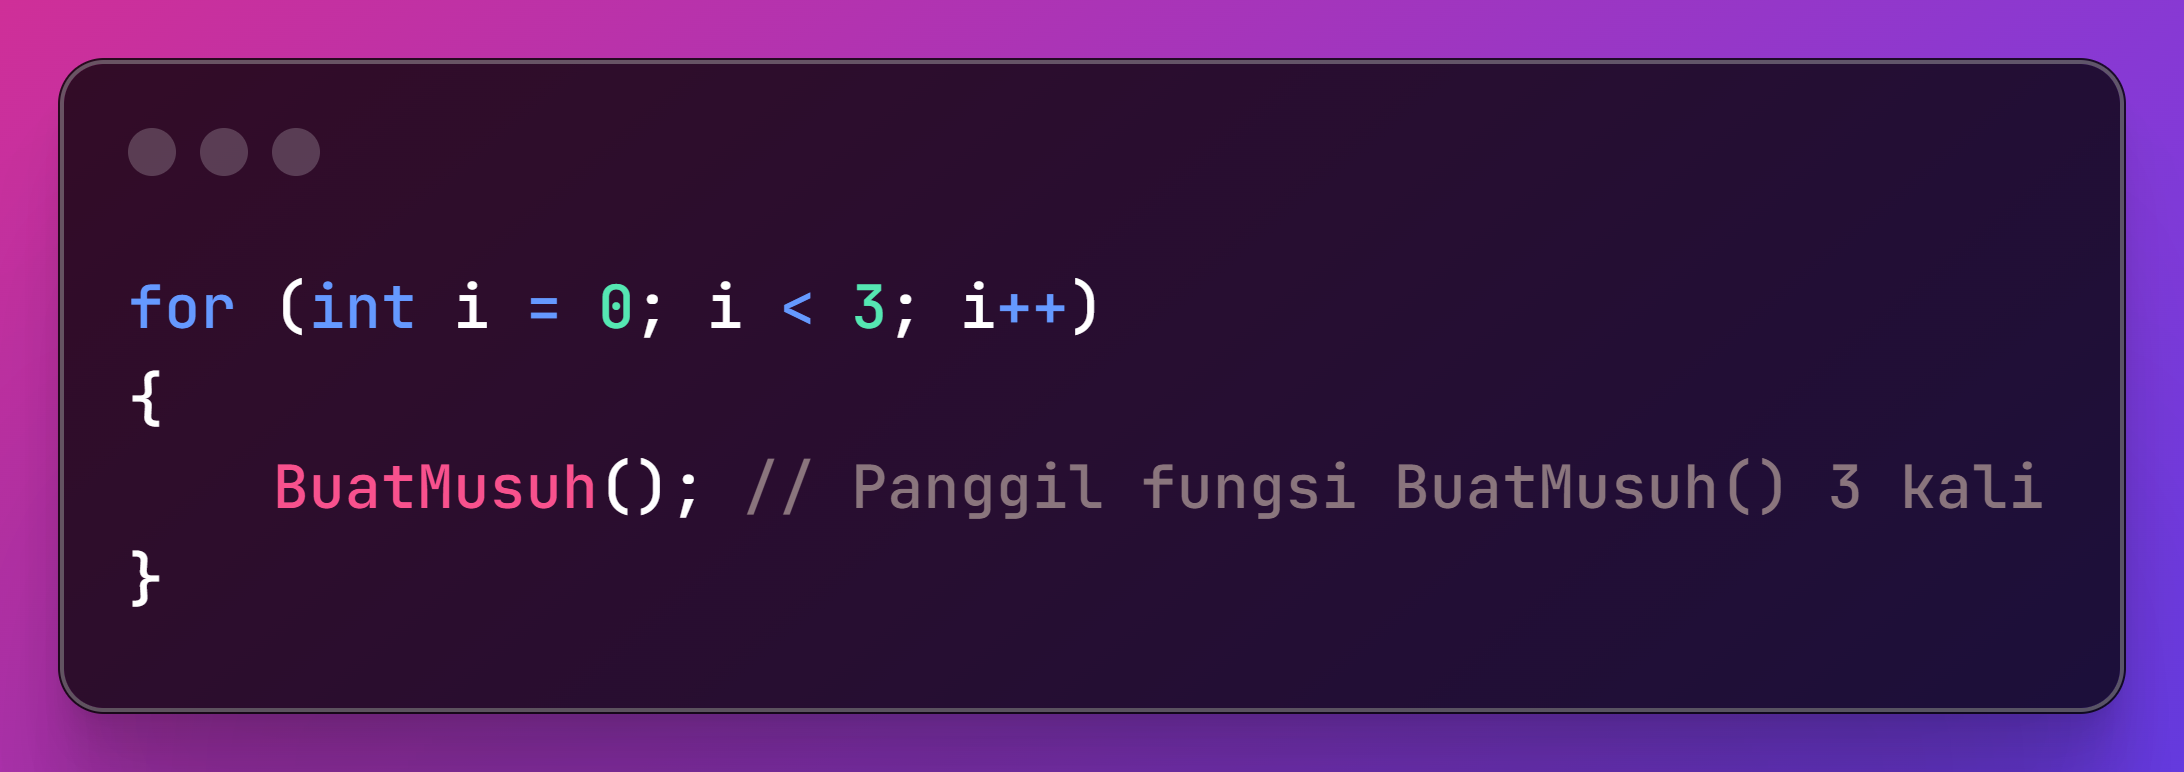 for (int i = 0; i < 3; i++)
{
    BuatMusuh(); // Panggil fungsi BuatMusuh() 3 kali
}